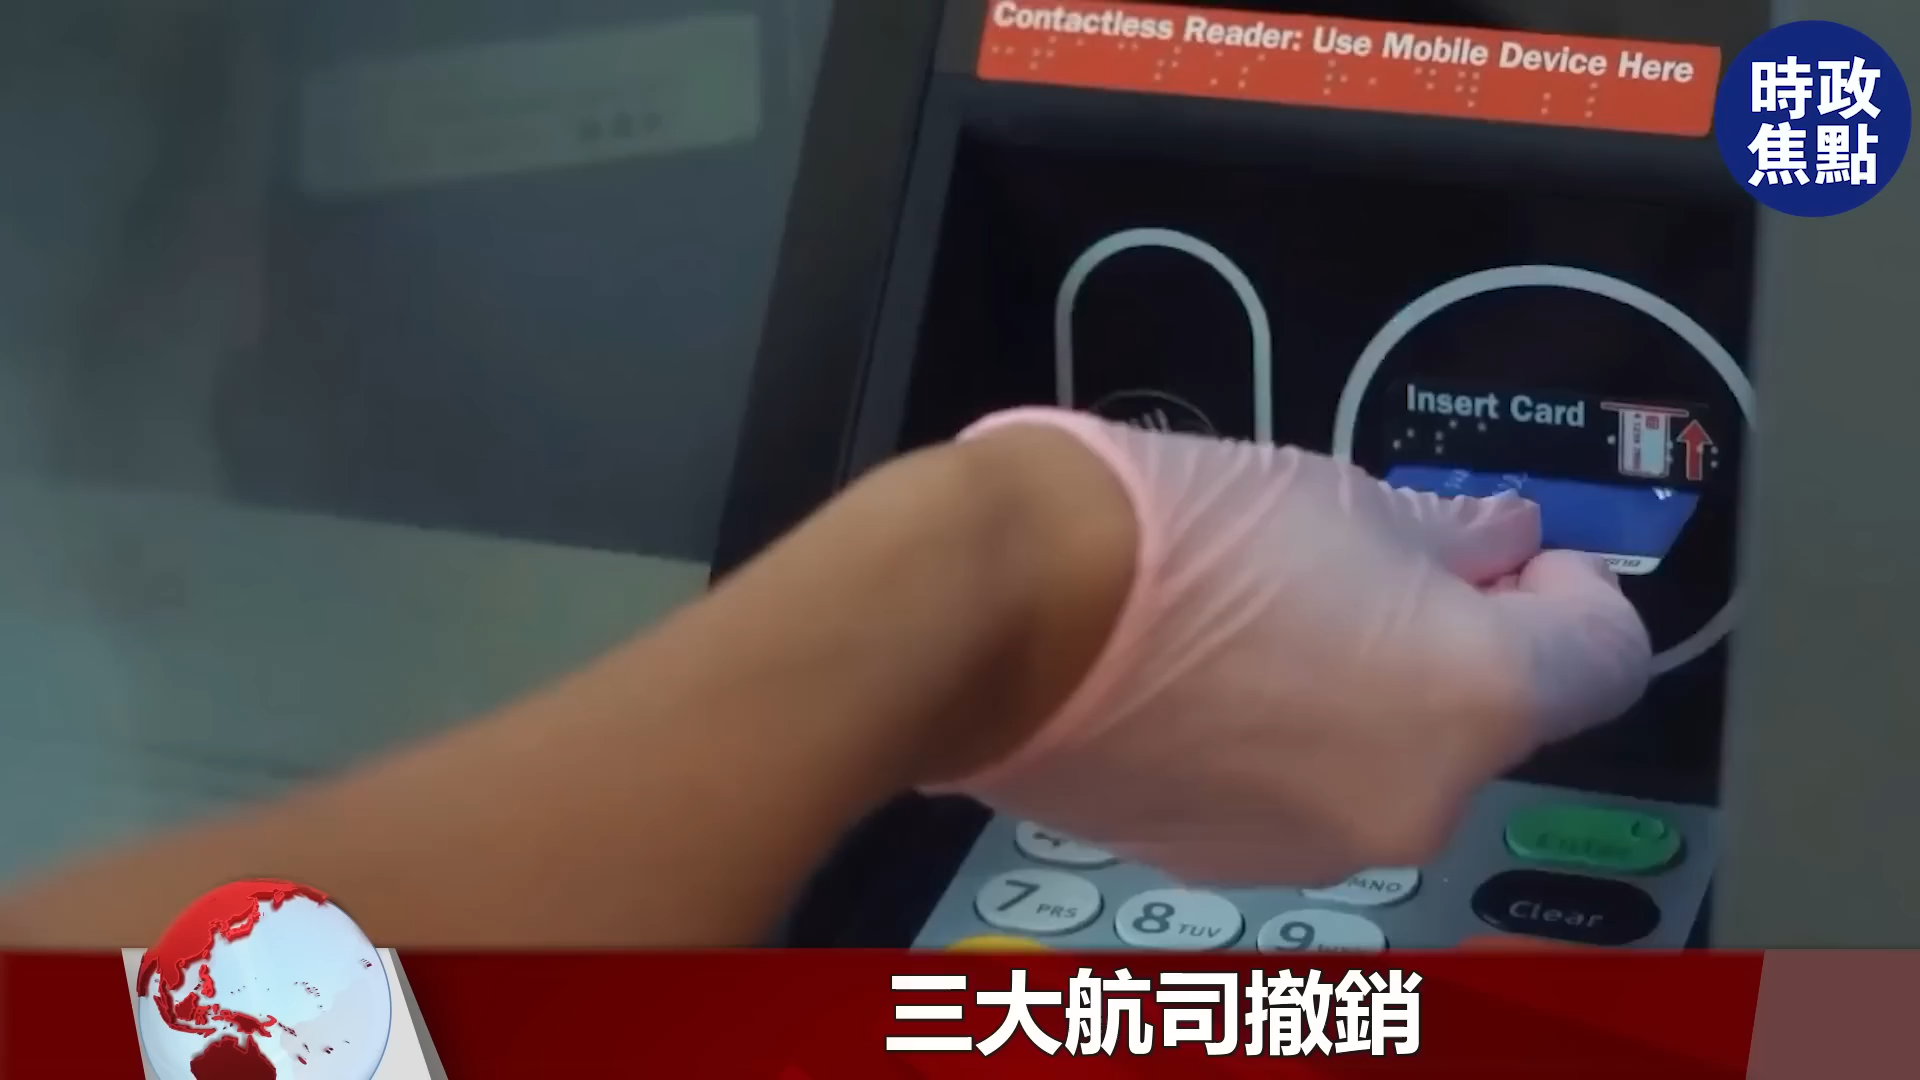 Contactless Reader: Use Mobile Device Here
時政
焦點
Insert Card
Enter
7 PRS
8 TUV
9
Clear
三大航司撤銷